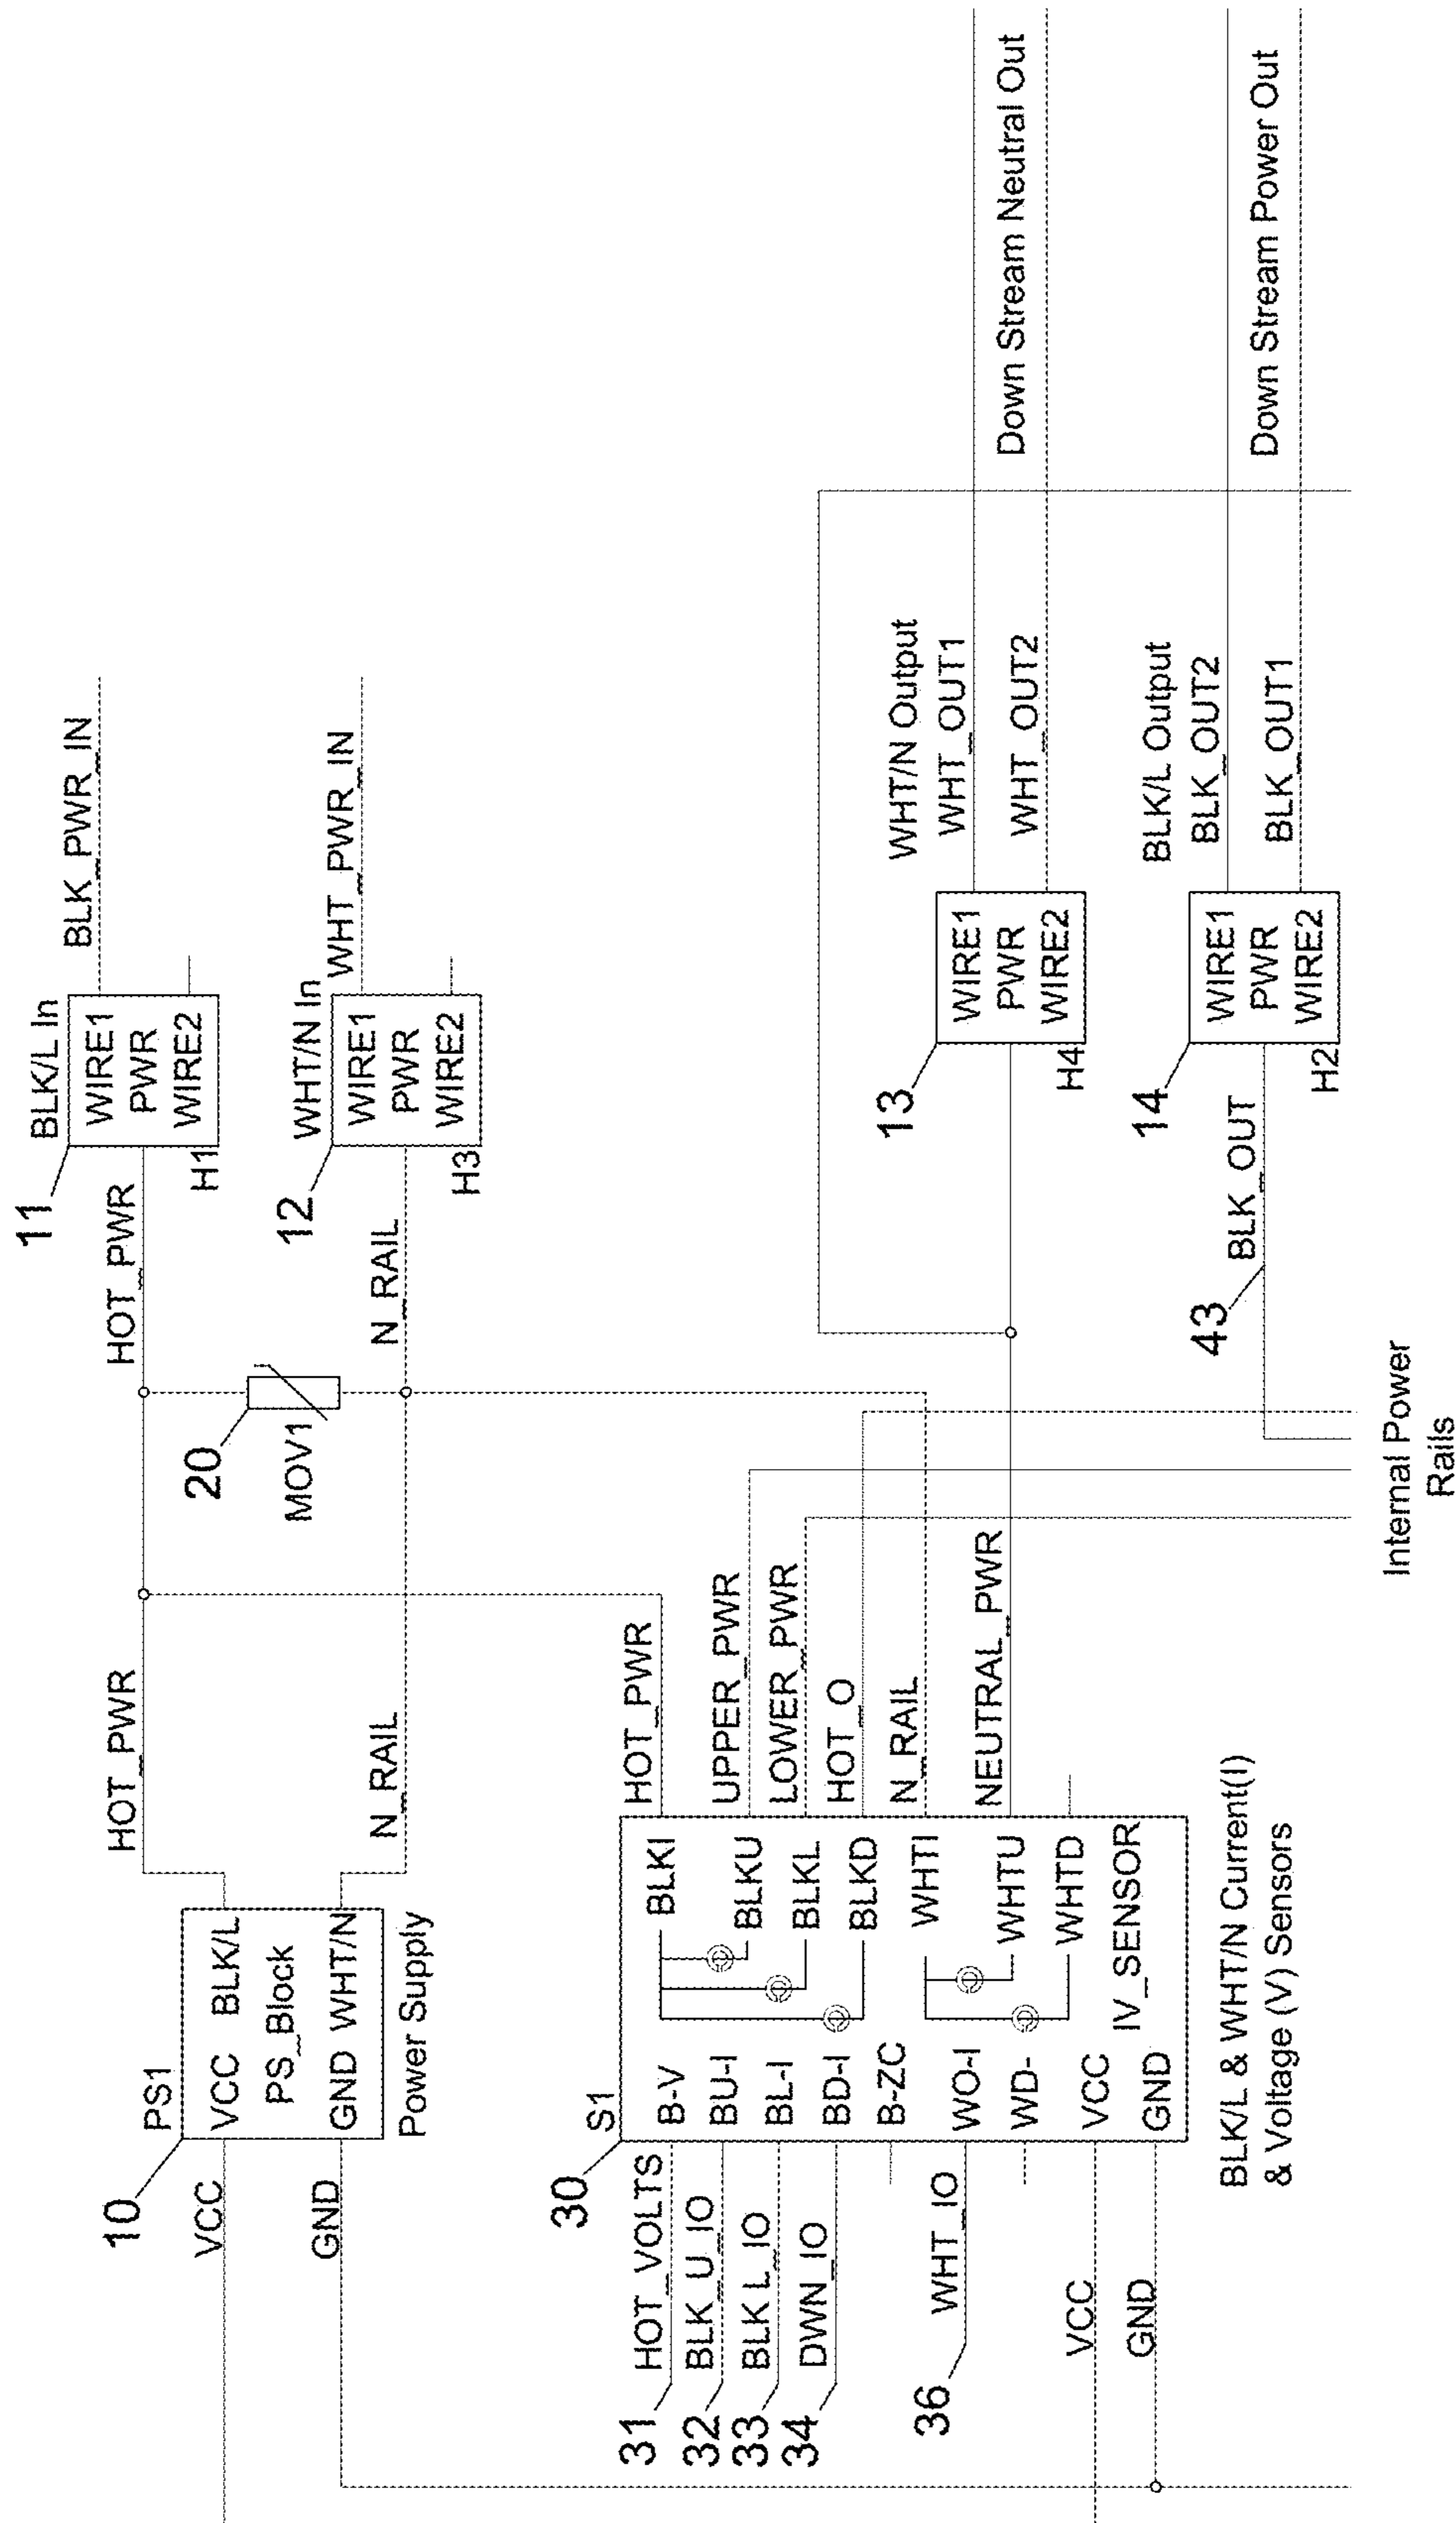 11
BLK/L In
WIRE1
PWR
WIRE2
H1
BLK_PWR_IN
HOT_PWR
12
WHT/N In
WIRE1
PWR
WIRE2
H3
WHT_PWR_IN
N_RAIL
20
MOV1
HOT_PWR
N_RAIL
10
PS1
VCC BLK/L
PS_Block
GND WHT/N
Power Supply
VCC
GND
30
S1
B-V
BU-I
BL-I
BD-I
B-ZC
WO-I
WD-
VCC
GND
BLKI
BLKU
BLKL
BLKD
WHTI
WHTU
WHTD
IV_SENSOR
BLK/L & WHT/N Current(I)
& Voltage (V) Sensors
31
HOT_VOLTS
32
BLK_U_IO
33
BLK L_IO
34
DWN_IO
36
WHT_IO
VCC
GND
HOT_PWR
UPPER_PWR
LOWER_PWR
HOT_O
N_RAIL
NEUTRAL_PWR
13
WIRE1
PWR
WIRE2
H4
WHT/N Output
WHT_OUT1
WHT_OUT2
Down Stream Neutral Out
14
WIRE1
PWR
WIRE2
H2
BLK/L Output
BLK_OUT2
BLK_OUT1
Down Stream Power Out
43
BLK_OUT
Internal Power
Rails